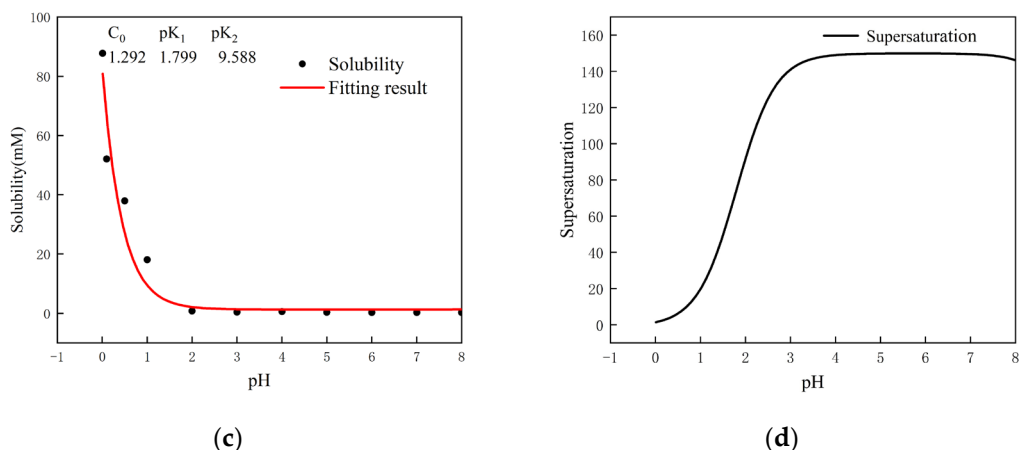 C0 pK1 pK2
1.292 1.799 9.588
Solubility
Fitting result
100
80
60
40
20
0
Solubility(mM)
-1 0 1 2 3 4 5 6 7 8
pH
(c)
Supersaturation
160
140
120
100
80
60
40
20
0
Supersaturation
-1 0 1 2 3 4 5 6 7 8
pH
(d)